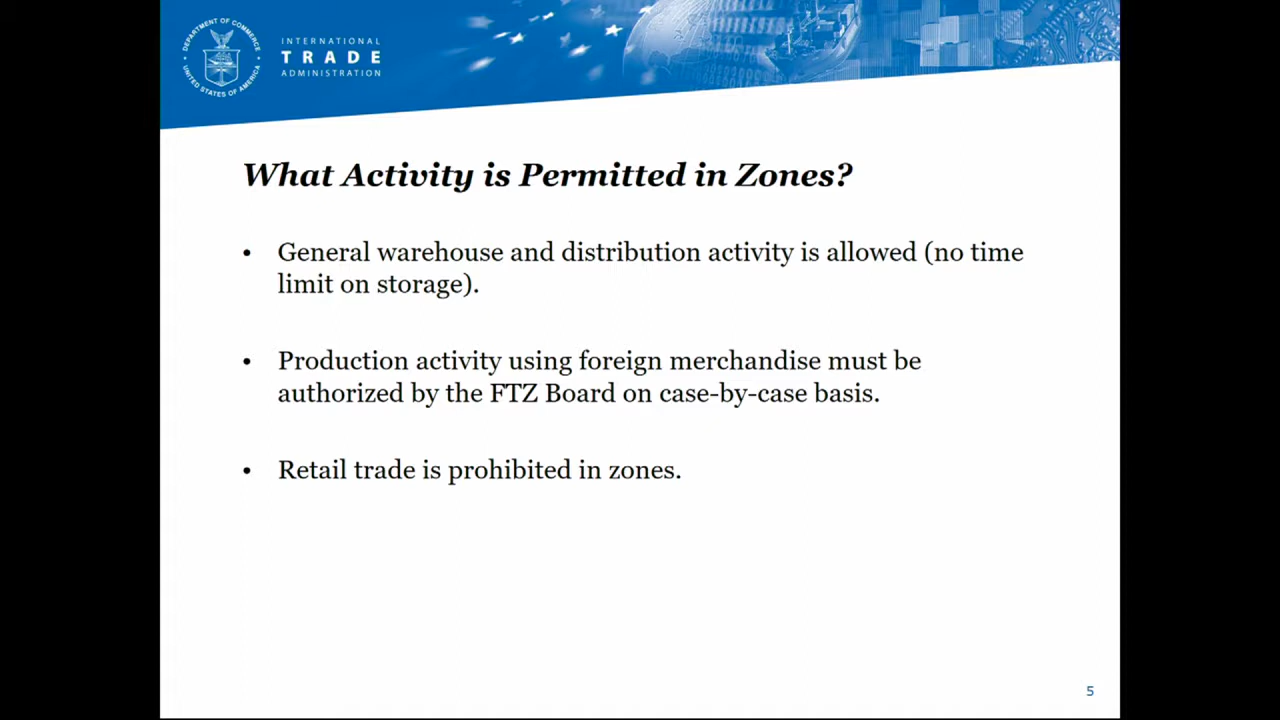 DEPARTMENT OF COMMERCE
UNITED STATES OF AMERICA
INTERNATIONAL
TRADE
ADMINISTRATION
What Activity is Permitted in Zones?
• General warehouse and distribution activity is allowed (no time
limit on storage).
• Production activity using foreign merchandise must be
authorized by the FTZ Board on case-by-case basis.
• Retail trade is prohibited in zones.
5